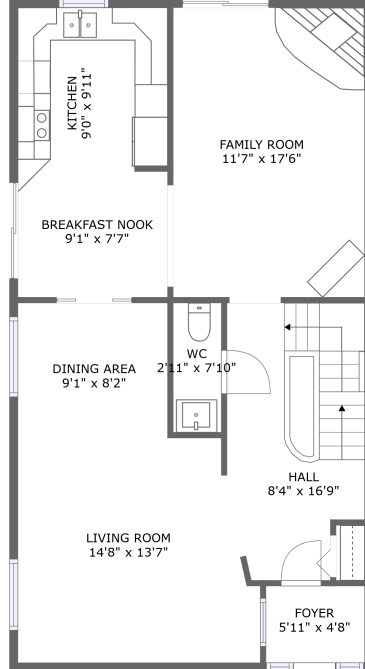 KITCHEN
9'0" x 9'11"
FAMILY ROOM
11'7" x 17'6"
BREAKFAST NOOK
9'1" x 7'7"
WC
2'11" x 7'10"
DINING AREA
9'1" x 8'2"
HALL
8'4" x 16'9"
LIVING ROOM
14'8" x 13'7"
FOYER
5'11" x 4'8"